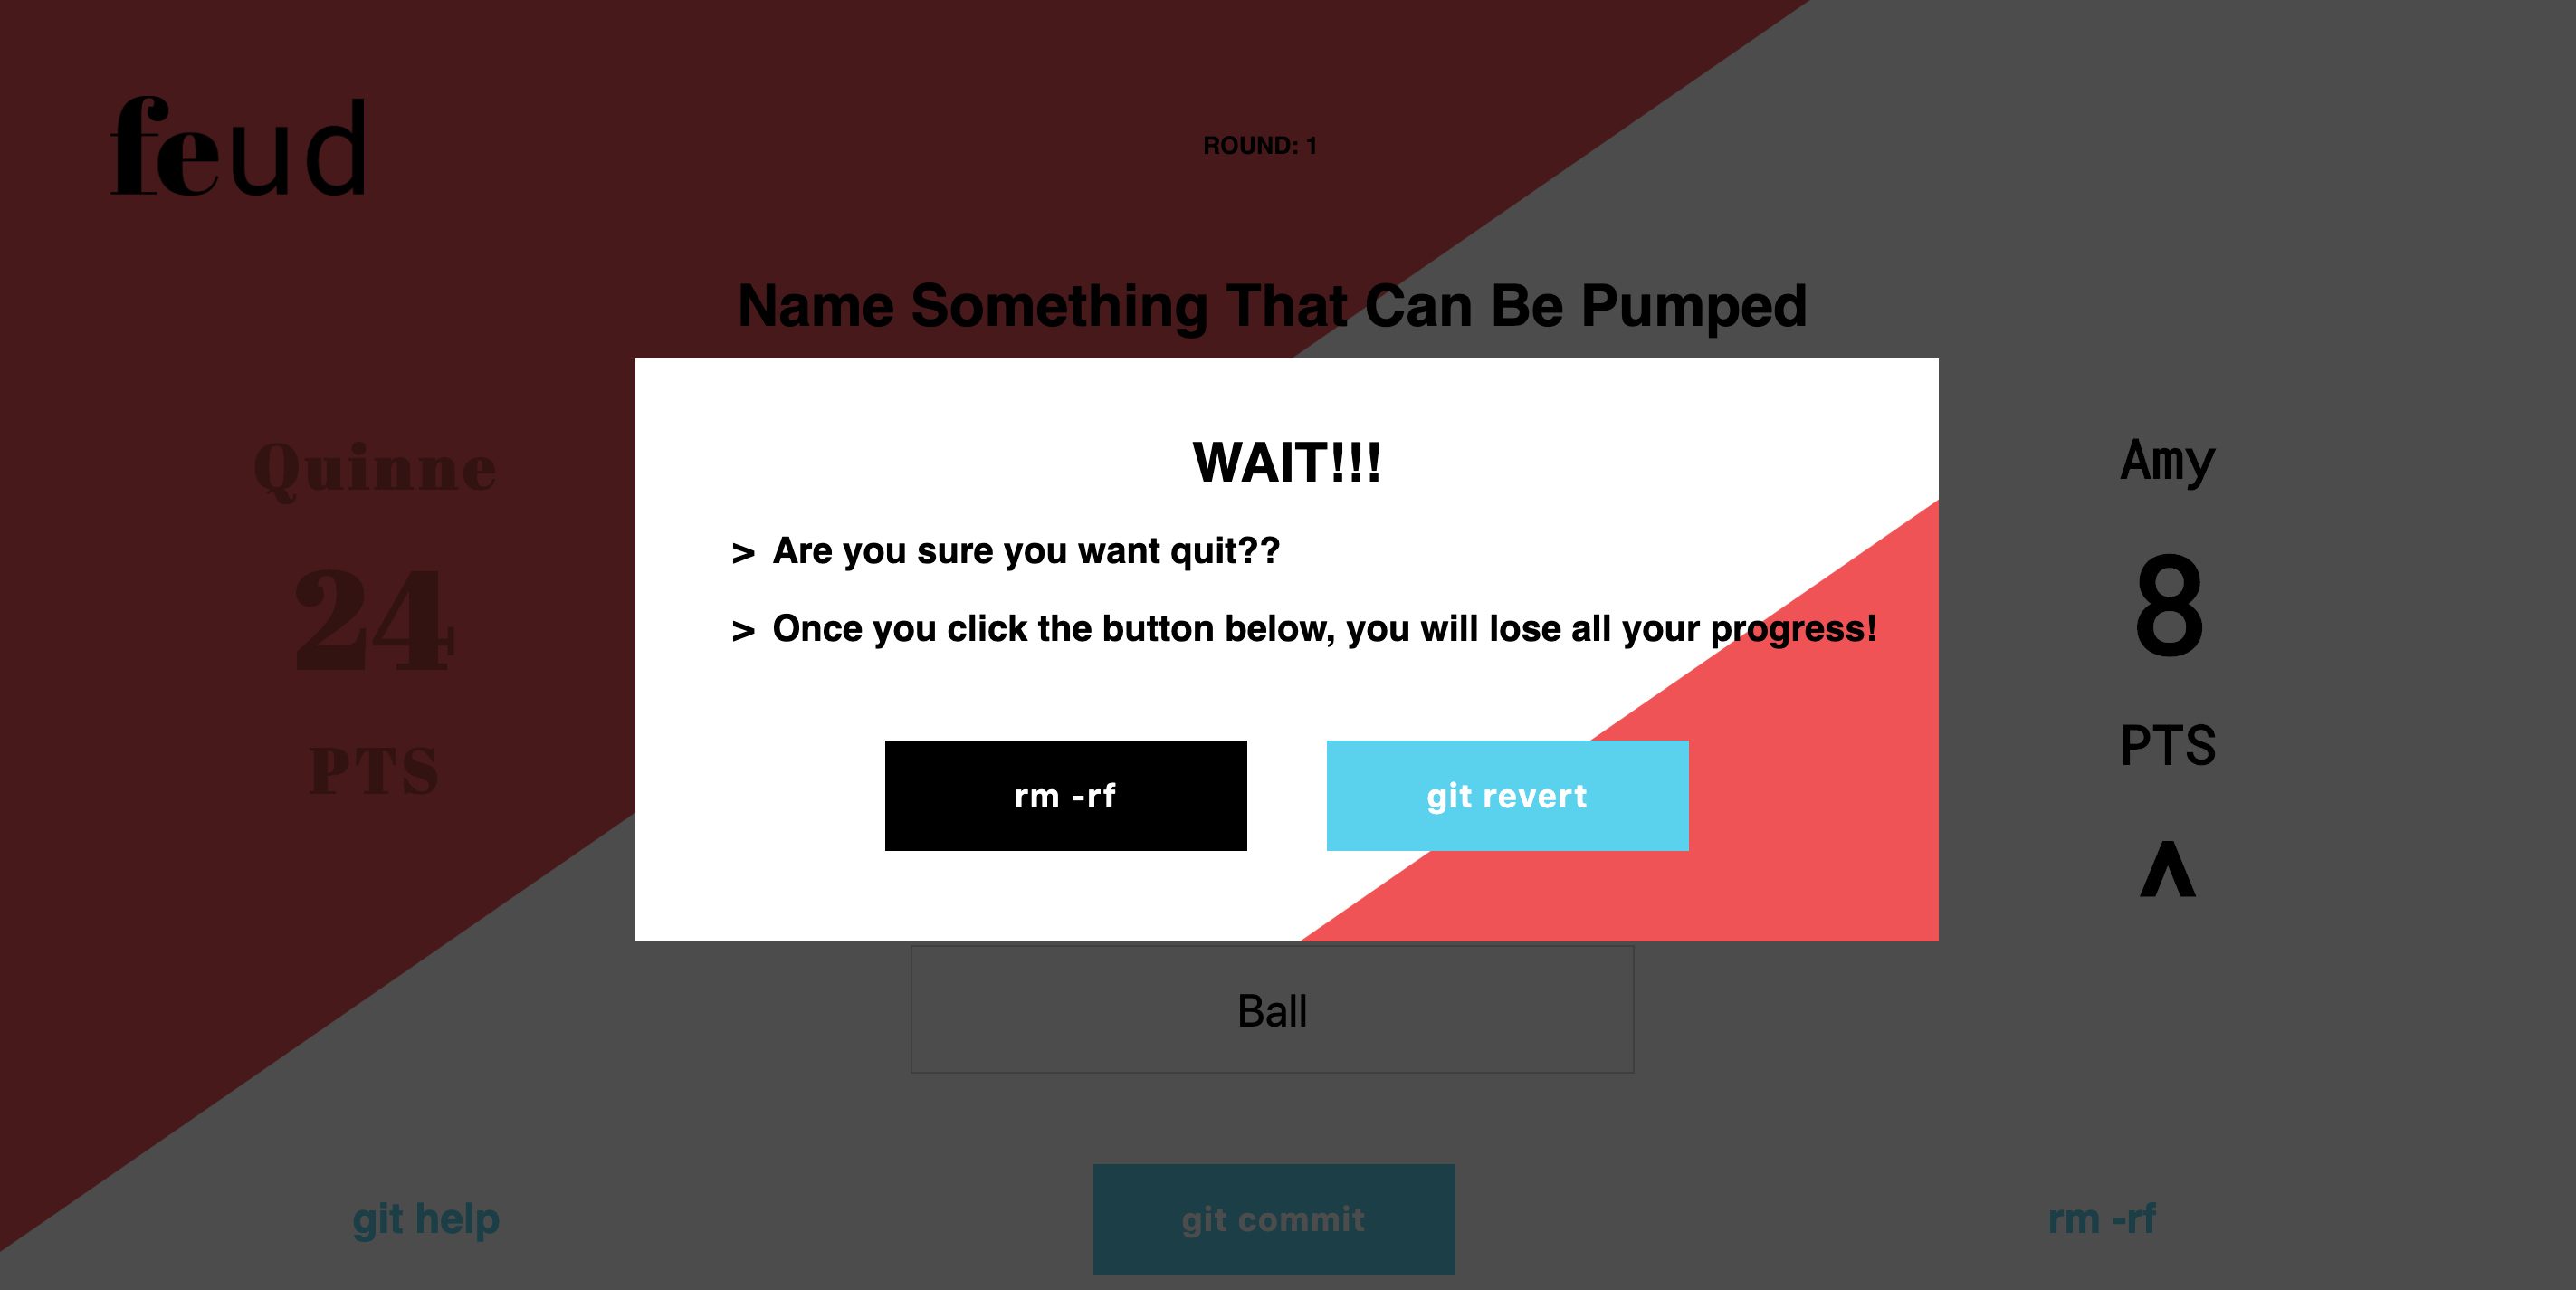 feud
ROUND: 1
Name Something That Can Be Pumped
Quinne
24
PTS
WAIT!!!
> Are you sure you want quit??
> Once you click the button below, you will lose all your progress!
rm -rf
git revert
Amy
8
PTS
^
Ball
git help
git commit
rm -rf